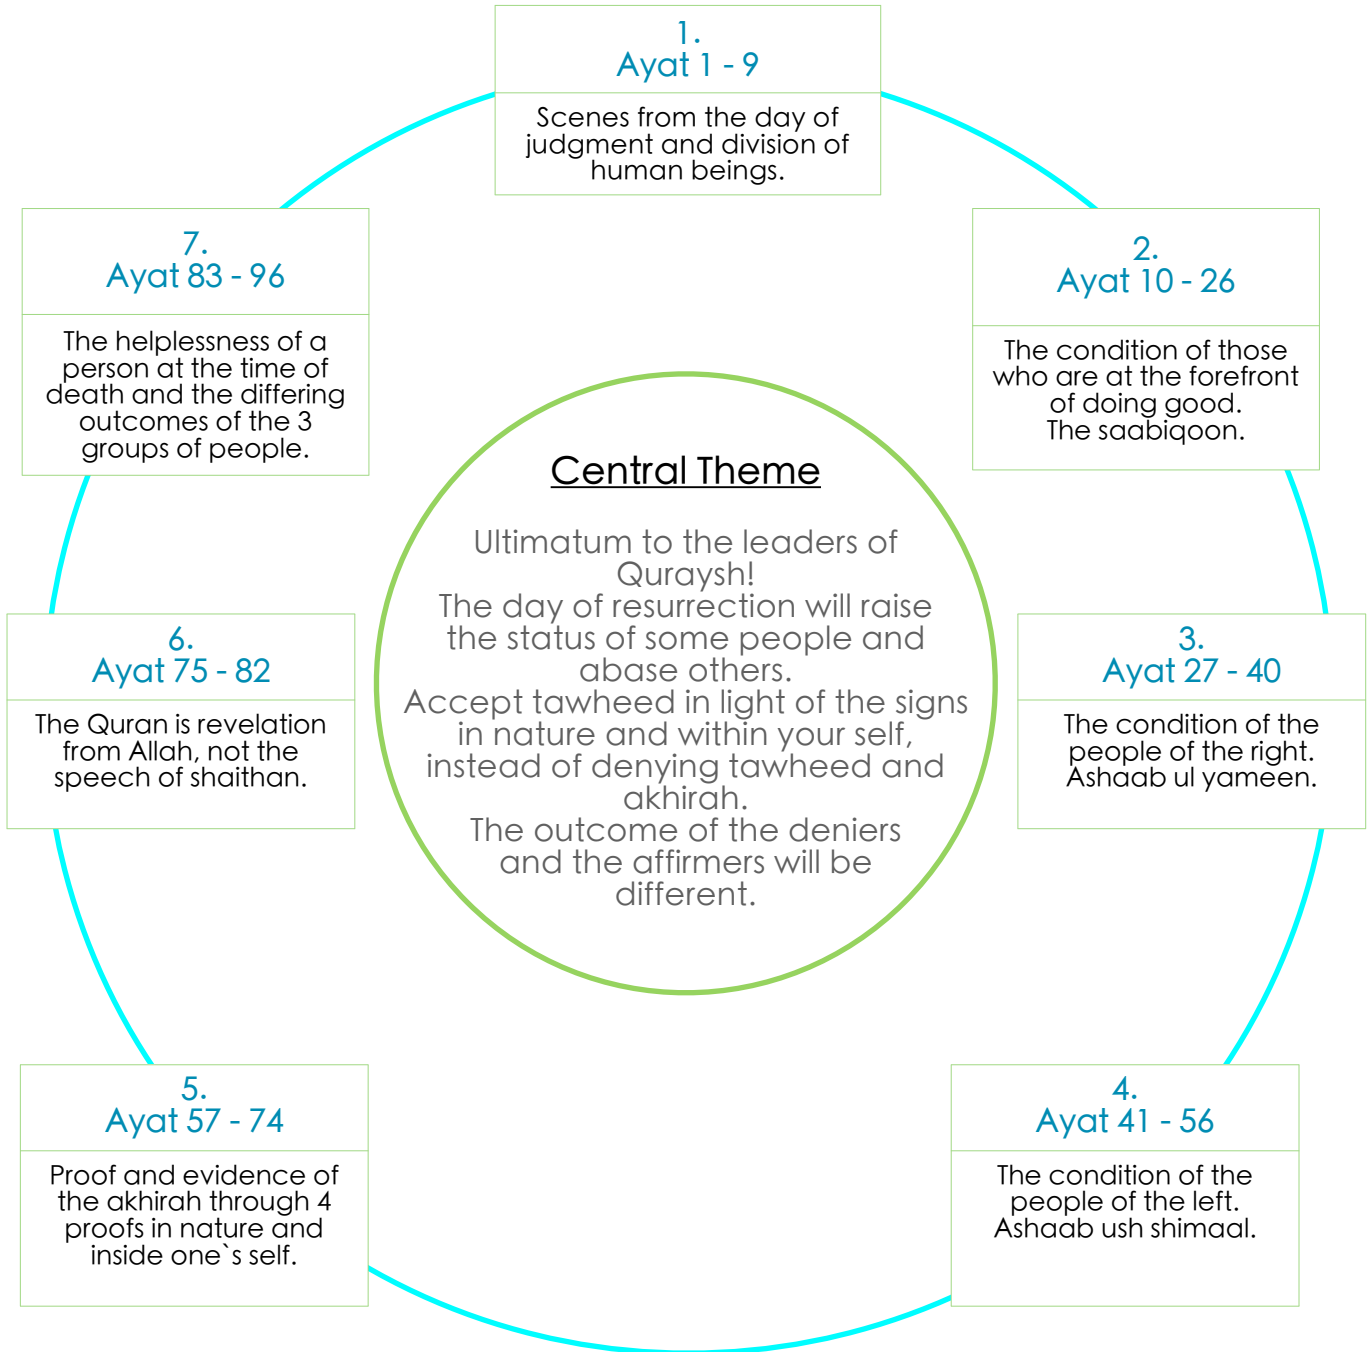 1.
Ayat 1 - 9
Scenes from the day of
judgment and division of
human beings.
2.
Ayat 10 - 26
The condition of those
who are at the forefront
of doing good.
The saabiqoon.
3.
Ayat 27 - 40
The condition of the
people of the right.
Ashaab ul yameen.
4.
Ayat 41 - 56
The condition of the
people of the left.
Ashaab ush shimaal.
5.
Ayat 57 - 74
Proof and evidence of
the akhirah through 4
proofs in nature and
inside one`s self.
6.
Ayat 75 - 82
The Quran is revelation
from Allah, not the
speech of shaithan.
7.
Ayat 83 - 96
The helplessness of a
person at the time of
death and the differing
outcomes of the 3
groups of people.
Central Theme
Ultimatum to the leaders of
Quraysh!
The day of resurrection will raise
the status of some people and
abase others.
Accept tawheed in light of the signs
in nature and within your self,
instead of denying tawheed and
akhirah.
The outcome of the deniers
and the affirmers will be
different.